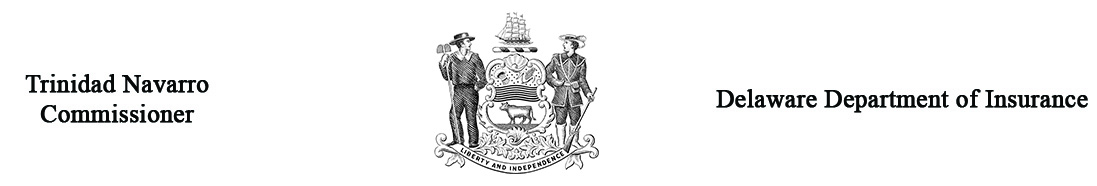 Trinidad Navarro
Commissioner
LIBERTY AND INDEPENDENCE
Delaware Department of Insurance